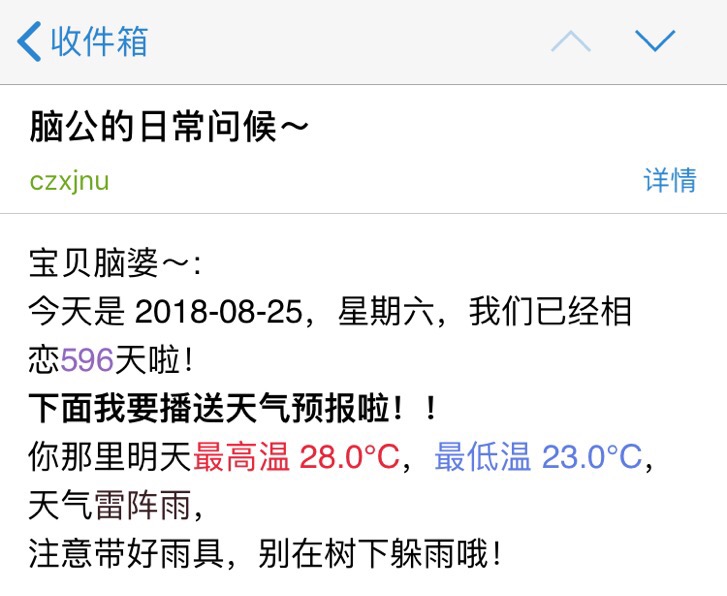 收件箱
脑公的日常问候～
czxjnu
详情
宝贝脑婆～:
今天是 2018-08-25，星期六，我们已经相
恋596天啦！
下面我要播送天气预报啦！！
你那里明天最高温 28.0°C，最低温 23.0°C，
天气雷阵雨，
注意带好雨具，别在树下躲雨哦！